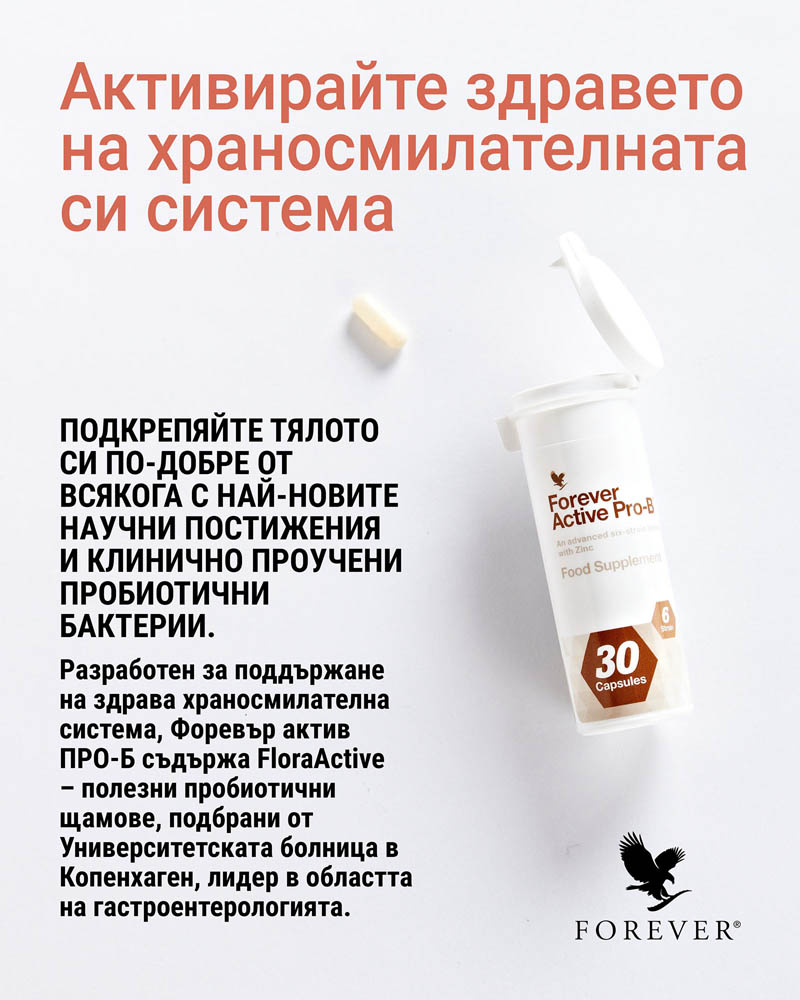 Активирайте здравето
на храносмилателната
си система
ПОДКРЕПЯЙТЕ ТЯЛОТО
СИ ПО-ДОБРЕ ОТ
ВСЯКОГА С НАЙ-НОВИТЕ
НАУЧНИ ПОСТИЖЕНИЯ
И КЛИНИЧНО ПРОУЧЕНИ
ПРОБИОТИЧНИ
БАКТЕРИИ.
Разработен за поддържане
на здрава храносмилателна
система, Форевър актив
ПРО-Б съдържа FloraActive
– полезни пробиотични
щамове, подбрани от
Университетската болница в
Копенхаген, лидер в областта
на гастроентерологията.
Forever
Active Pro-B
An advanced
with Zinc
Food Supplement
6
30
Capsules
FOREVER®